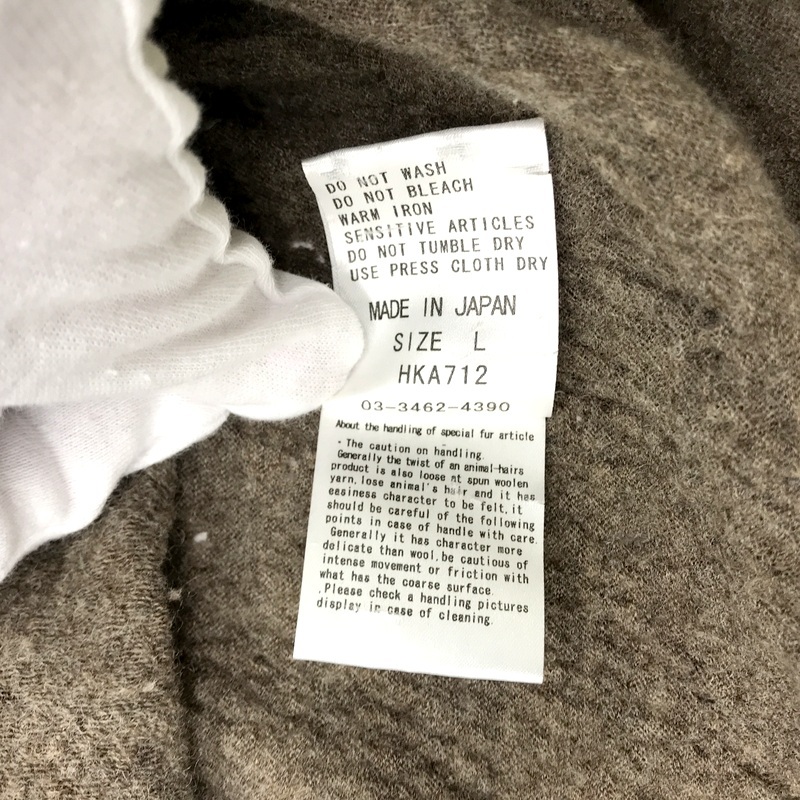 DO NOT WASH
DO NOT BLEACH
WARM IRON
SENSITIVE ARTICLES
DO NOT TUMBLE DRY
USE PRESS CLOTH DRY
MADE IN JAPAN
SIZE L
HKA712
03-3462-4390
About the handling of special fur article
・The caution on handling.
Generally the twist of an animal-hairs
product is also loose at spun woolen
yarn, lose animal's hair and it has
easiness character to be felt, it
should be careful of the following
points in case of handle with care.
Generally it has character more
delicate than wool, be cautious of
intense movement or friction with
what has the coarse surface.
.Please check a handling pictures
display in case of cleaning.